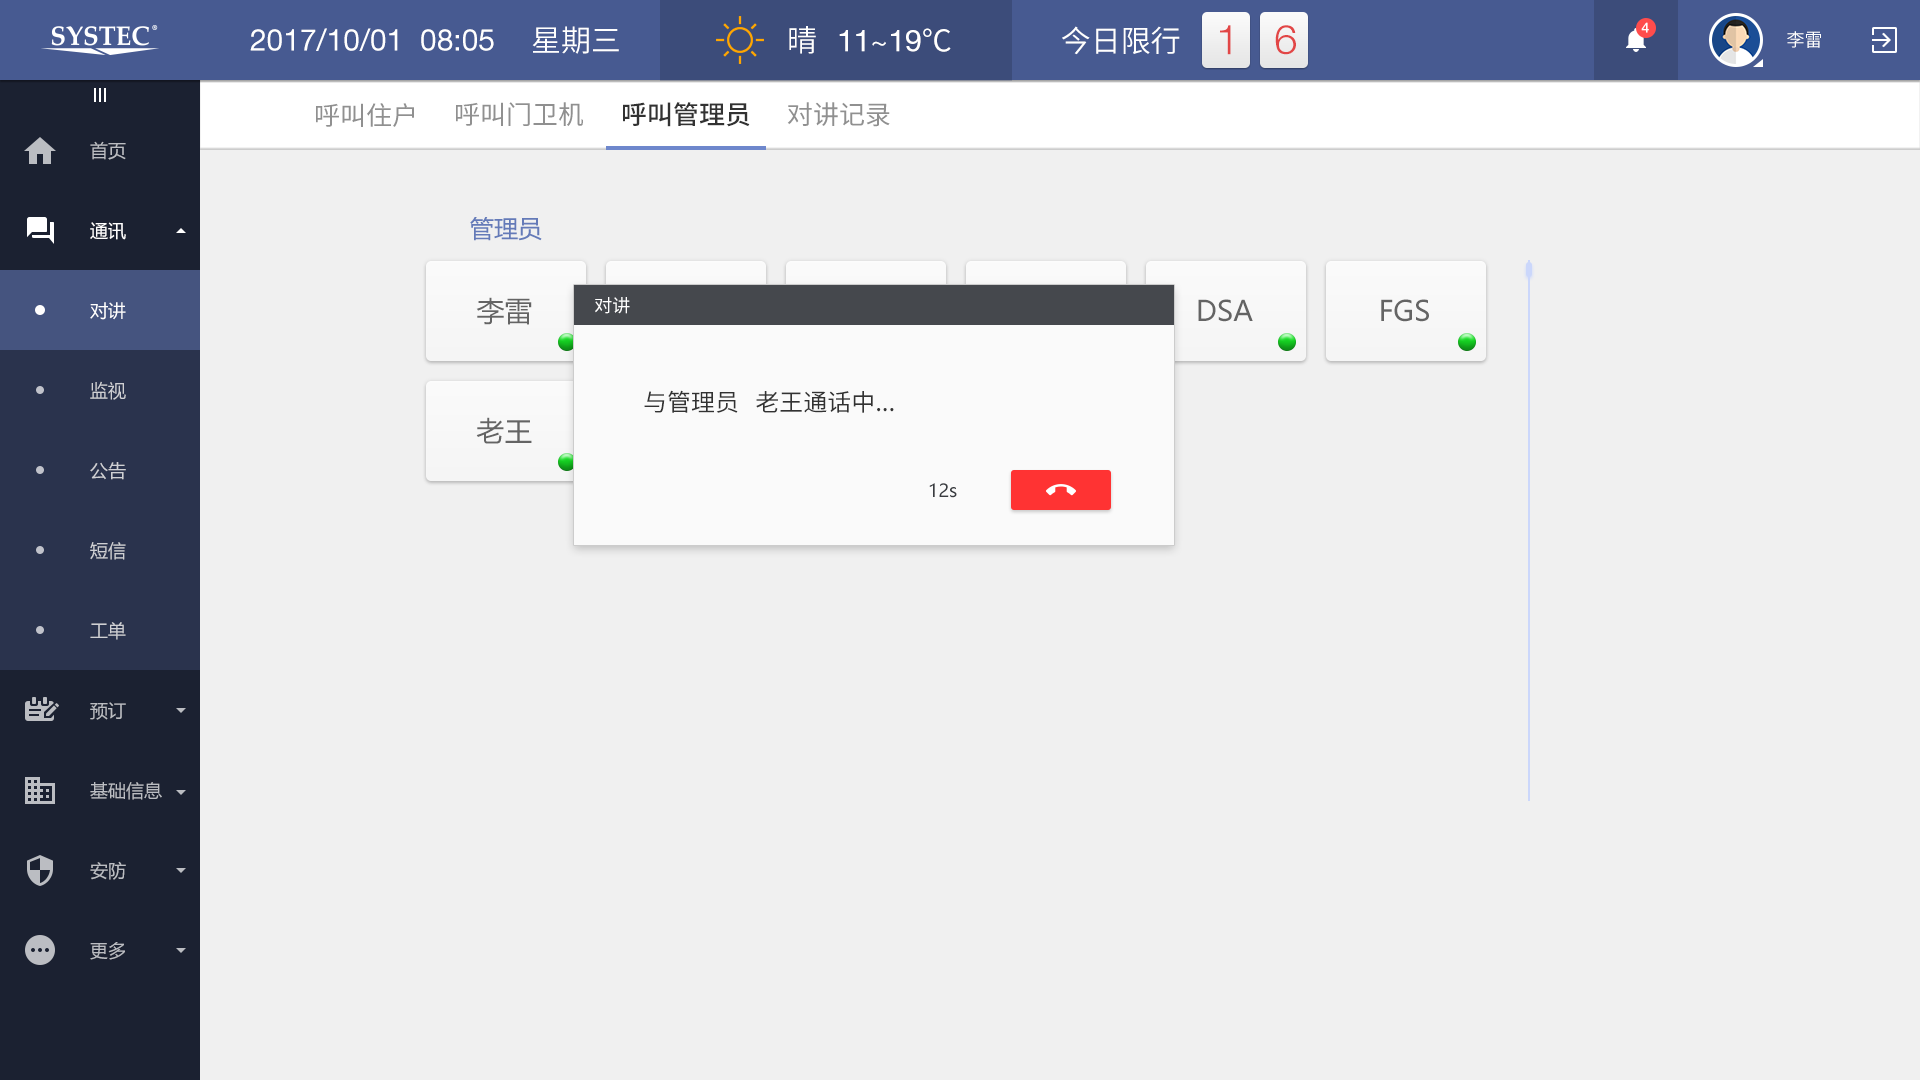 SYSTEC®
2017/10/01 08:05 星期三
晴 11~19℃
今日限行 1 6
4
李雷
首页
通讯
对讲
监视
公告
短信
工单
预订
基础信息
安防
更多
呼叫住户 呼叫门卫机 呼叫管理员 对讲记录
管理员
李雷
DSA
FGS
老王
对讲
与管理员 老王通话中...
12s